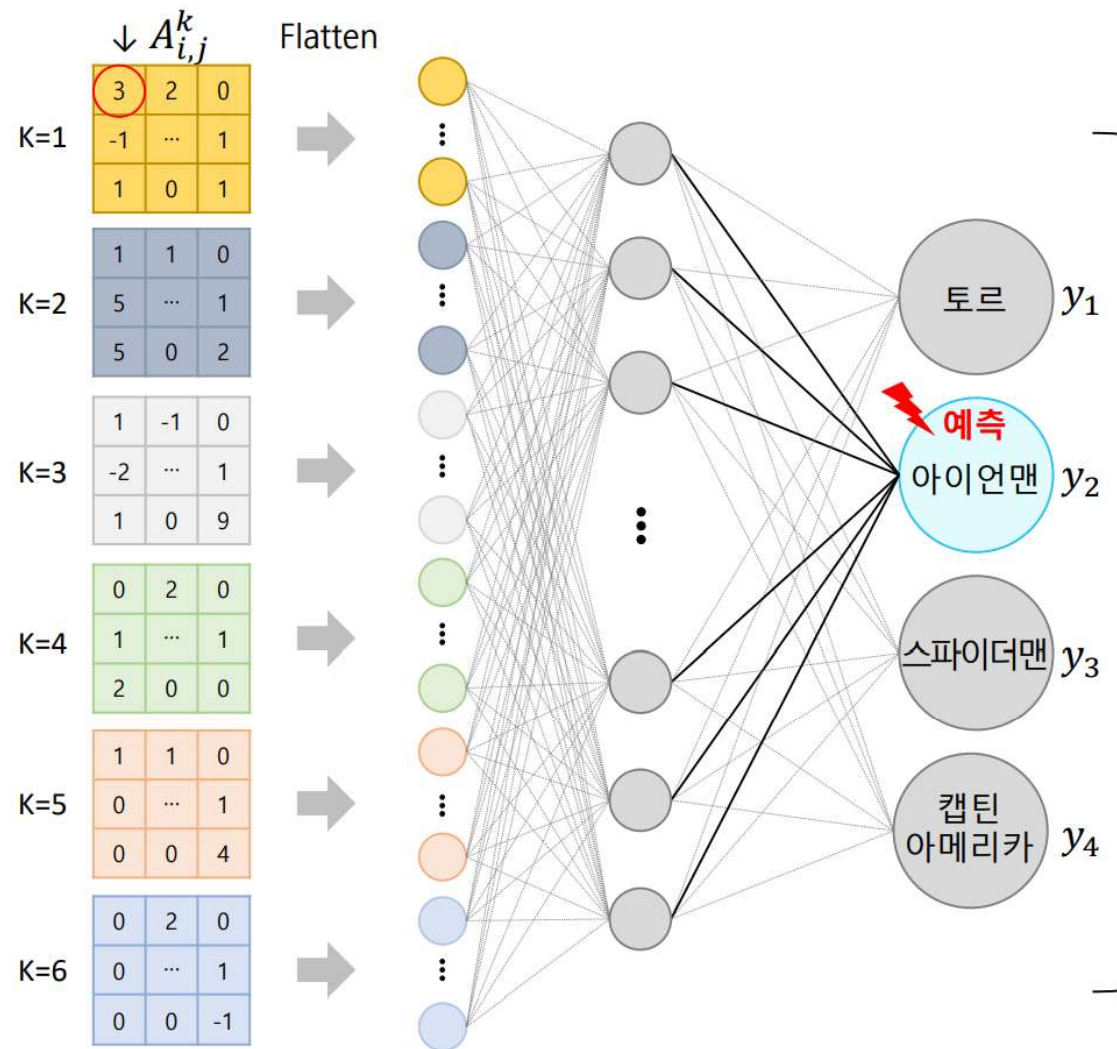 ↓ A^k_{i,j}
Flatten
K=1
3 2 0
-1 ... 1
1 0 1
K=2
1 1 0
5 ... 1
5 0 2
K=3
1 -1 0
-2 ... 1
1 0 9
K=4
0 2 0
1 ... 1
2 0 0
K=5
1 1 0
0 ... 1
0 0 4
K=6
0 2 0
0 ... 1
0 0 -1
토르
y₁
예측
아이언맨
y₂
스파이더맨
y₃
캡틴
아메리카
y₄